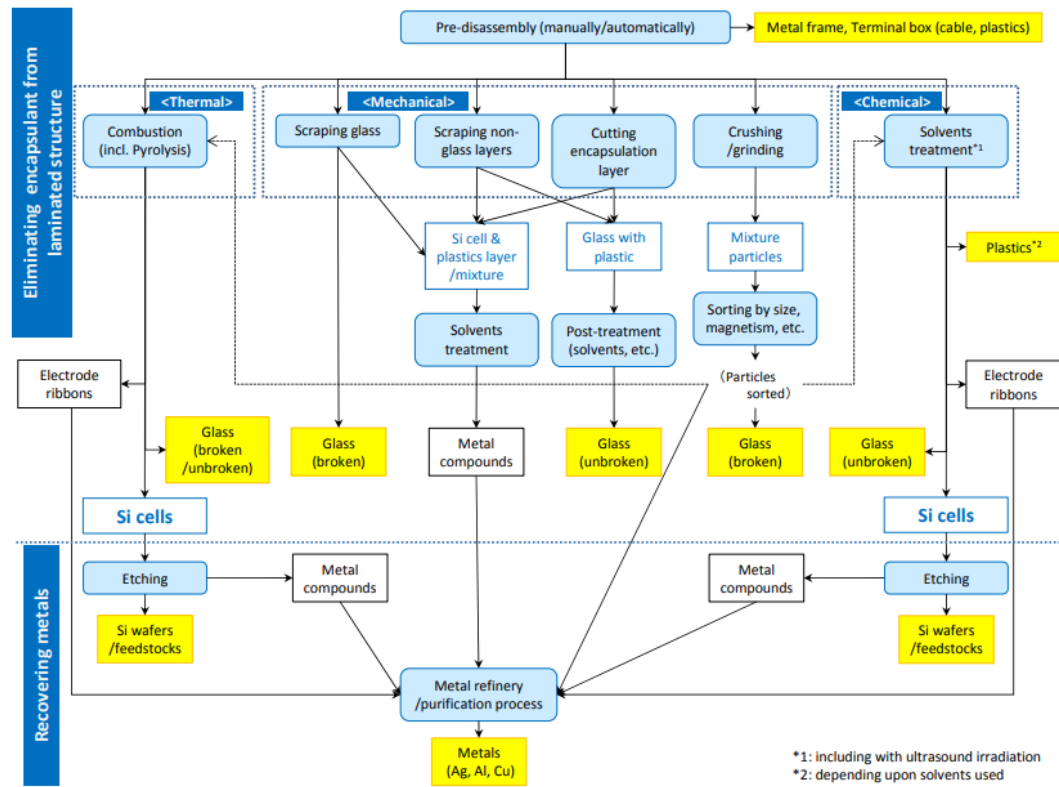 Pre-disassembly (manually/automatically)
Metal frame, Terminal box (cable, plastics)
Eliminating encapsulant from
laminated structure
<Thermal>
<Mechanical>
<Chemical>
Combustion
(incl. Pyrolysis)
Scraping glass
Scraping non-
glass layers
Cutting
encapsulation
layer
Crushing
/grinding
Solvents
treatment*1
Si cell &
plastics layer
/mixture
Glass with
plastic
Mixture
particles
Plastics*2
Solvents
treatment
Post-treatment
(solvents, etc.)
Sorting by size,
magnetism, etc.
Electrode
ribbons
(Particles
sorted)
Electrode
ribbons
Glass
(broken
/unbroken)
Glass
(broken)
Metal
compounds
Glass
(unbroken)
Glass
(broken)
Glass
(unbroken)
Si cells
Si cells
Recovering metals
Etching
Metal
compounds
Metal
compounds
Etching
Si wafers
/feedstocks
Si wafers
/feedstocks
Metal refinery
/purification process
Metals
(Ag, Al, Cu)
*1: including with ultrasound irradiation
*2: depending upon solvents used